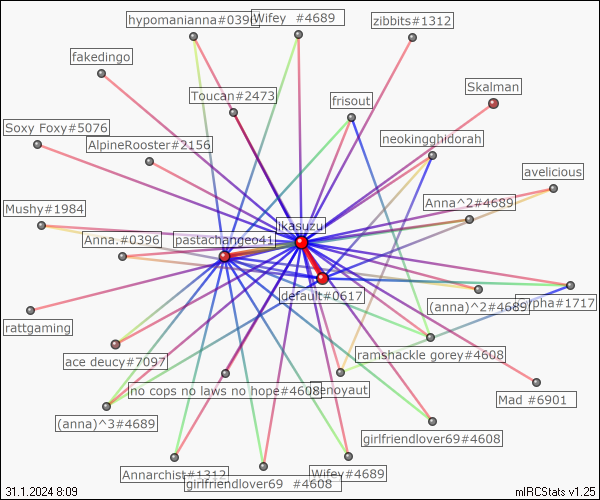 hypomanianna#0396
Wifey #4689
zibbits#1312
fakedingo
Skalman
Toucan#2473
frisout
Soxy Foxy#5076
neokingghidorah
AlpineRooster#2156
avelicious
Anna^2#4689
Mushy#1984
ikasuzu
Anna.#0396
pastachangeo41
default#0617
(anna)^2#4689
#1717
rattgaming
ramshackle gorey#4608
ace deucy#7097
no cops no laws no hope#4608
Mad #6901
(anna)^3#4689
girlfriendlover69#4608
Annarchist#1312
Wifey#4689
girlfriendlover69 #4608
31.1.2024 8:09
mIRCStats v1.25